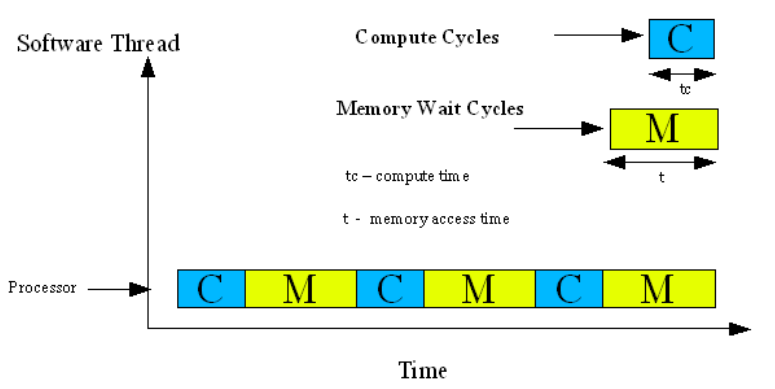 Software Thread
Compute Cycles
C
tc
Memory Wait Cycles
M
t
tc – compute time
t - memory access time
Processor
C M C M C M
Time